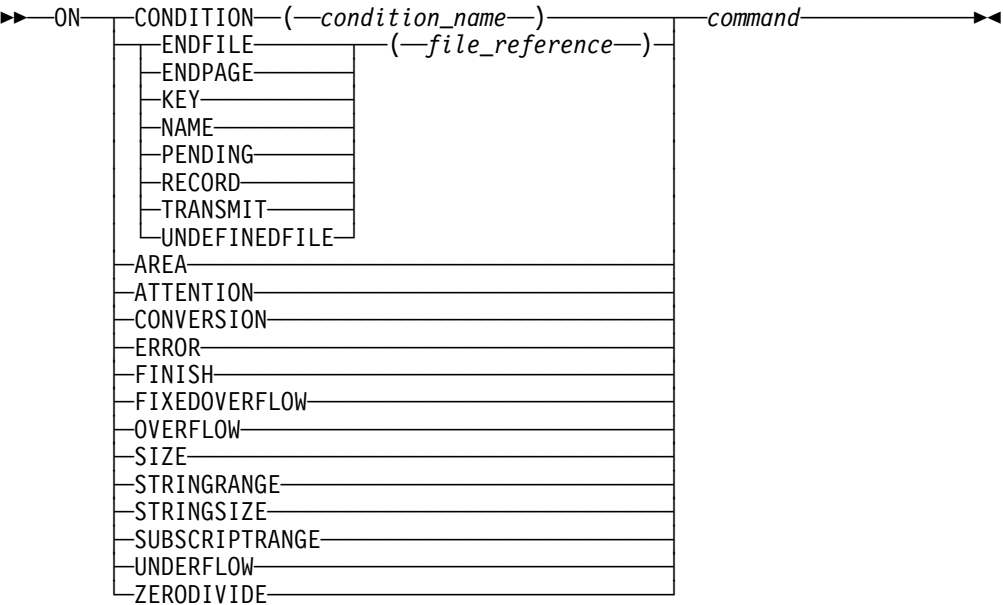 ON CONDITION ( condition_name ) command
ENDFILE ( file_reference )
ENDPAGE
KEY
NAME
PENDING
RECORD
TRANSMIT
UNDEFINEDFILE
AREA
ATTENTION
CONVERSION
ERROR
FINISH
FIXEDOVERFLOW
OVERFLOW
SIZE
STRINGRANGE
STRINGSIZE
SUBSCRIPTRANGE
UNDERFLOW
ZERODIVIDE